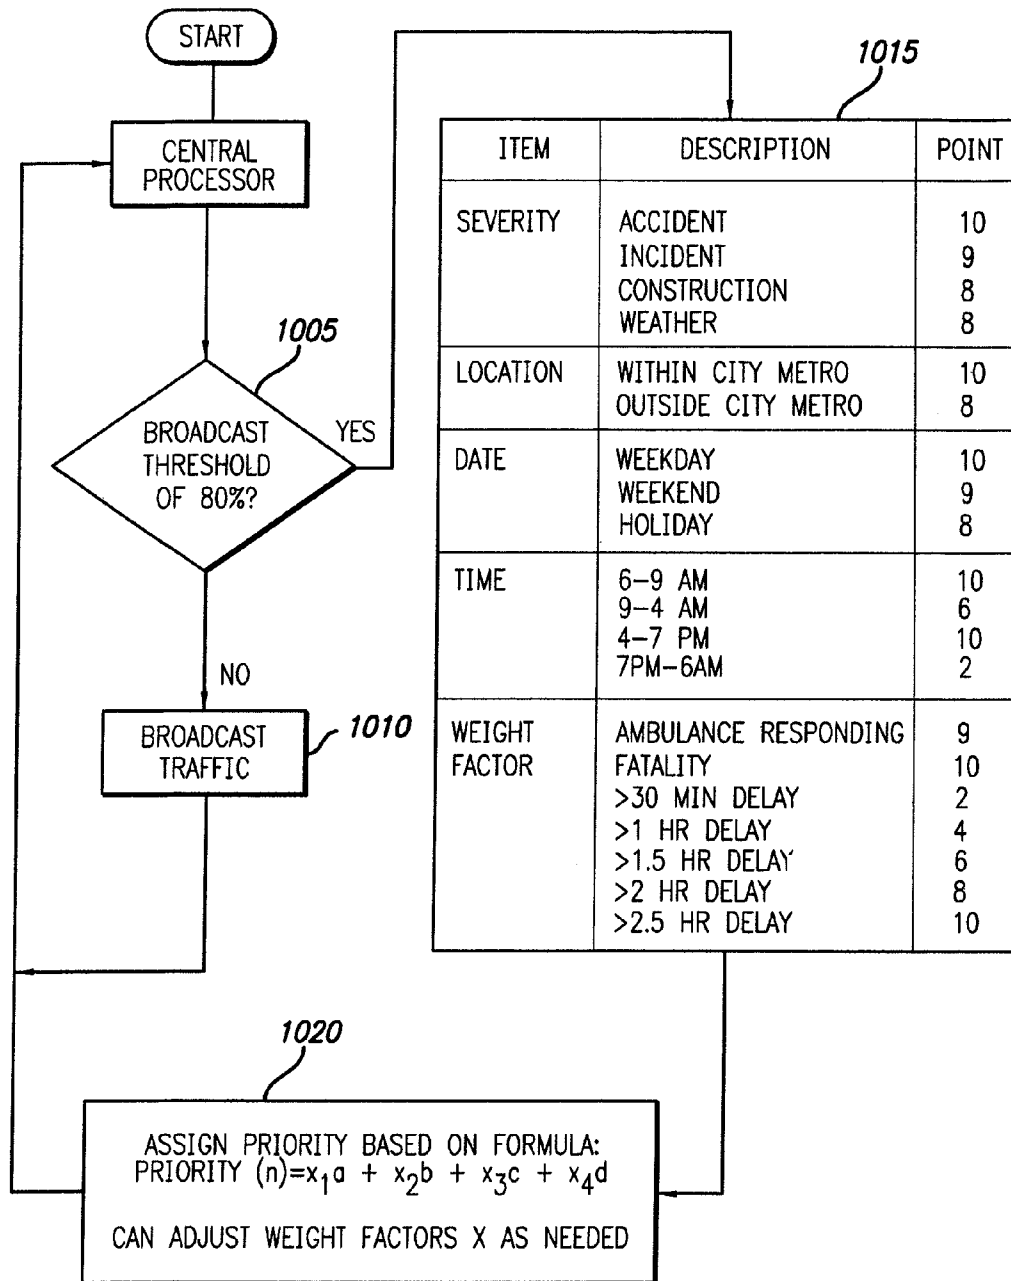 START
CENTRAL
PROCESSOR
1005
BROADCAST
THRESHOLD
OF 80%?
YES
NO
BROADCAST
TRAFFIC
1010
1015
ITEM DESCRIPTION POINT
SEVERITY ACCIDENT 10
INCIDENT 9
CONSTRUCTION 8
WEATHER 8
LOCATION WITHIN CITY METRO 10
OUTSIDE CITY METRO 8
DATE WEEKDAY 10
WEEKEND 9
HOLIDAY 8
TIME 6-9 AM 10
9-4 AM 6
4-7 PM 10
7PM-6AM 2
WEIGHT AMBULANCE RESPONDING 9
FACTOR FATALITY 10
>30 MIN DELAY 2
>1 HR DELAY 4
>1.5 HR DELAY 6
>2 HR DELAY 8
>2.5 HR DELAY 10
1020
ASSIGN PRIORITY BASED ON FORMULA:
PRIORITY (n)=x₁a + x₂b + x₃c + x₄d
CAN ADJUST WEIGHT FACTORS X AS NEEDED